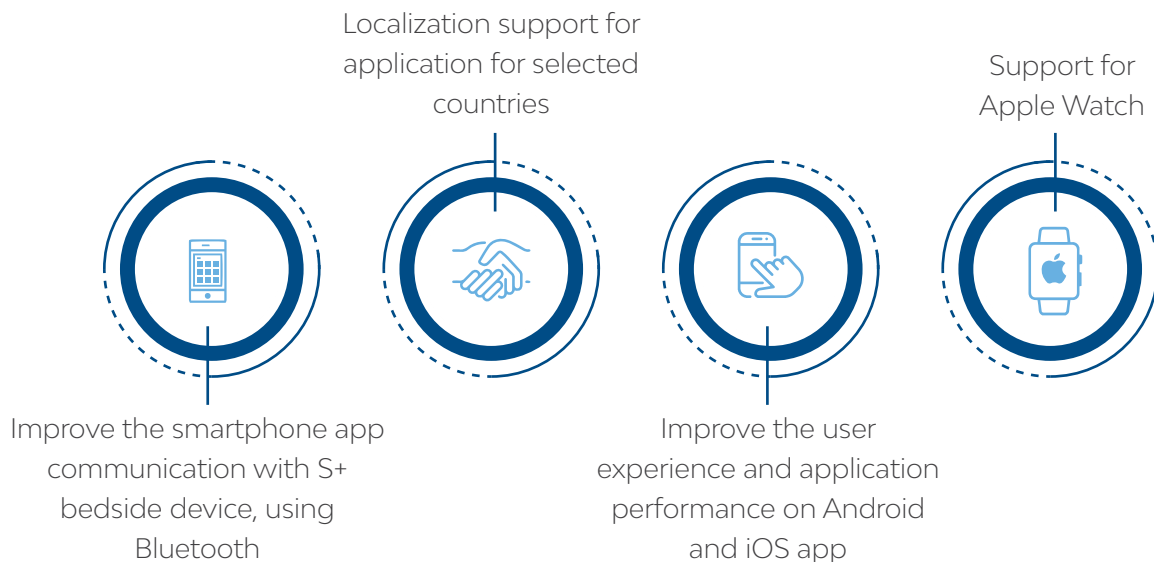 Localization support for
application for selected
countries
Support for
Apple Watch
Improve the smartphone app
communication with S+
bedside device, using
Bluetooth
Improve the user
experience and application
performance on Android
and iOS app